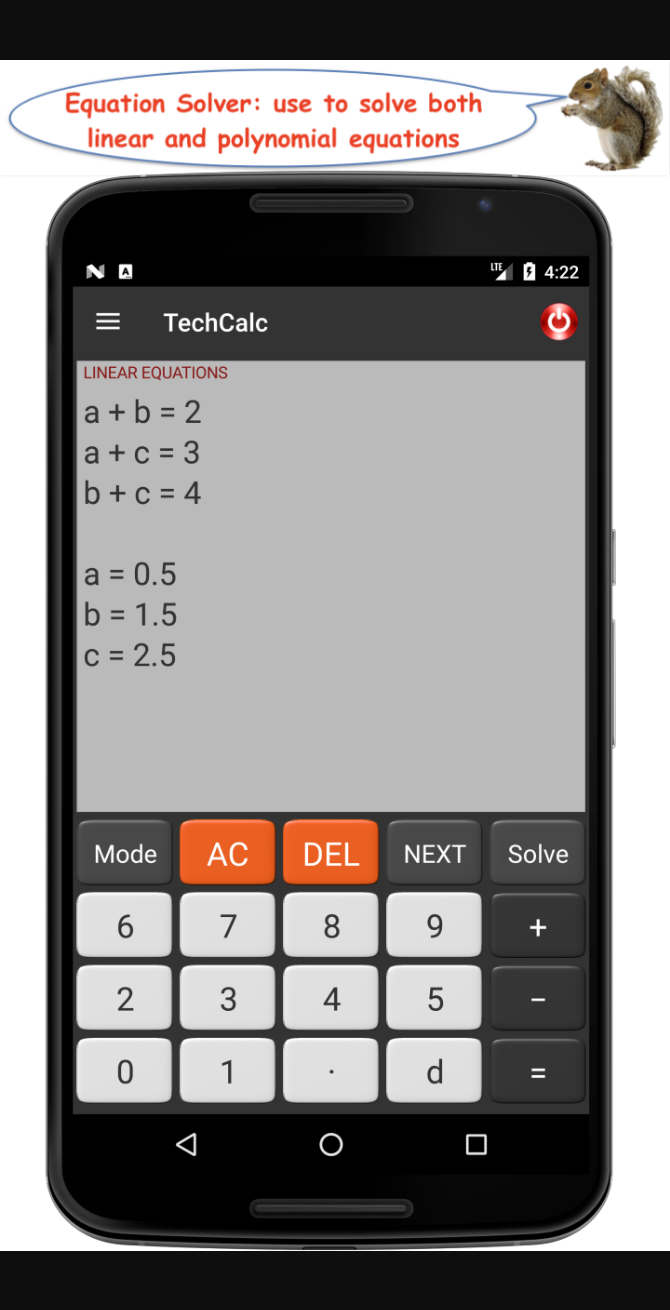 Equation Solver: use to solve both
linear and polynomial equations
LTE 4:22
TechCalc
LINEAR EQUATIONS
a + b = 2
a + c = 3
b + c = 4
a = 0.5
b = 1.5
c = 2.5
Mode AC DEL NEXT Solve
6 7 8 9 +
2 3 4 5 −
0 1 · d =